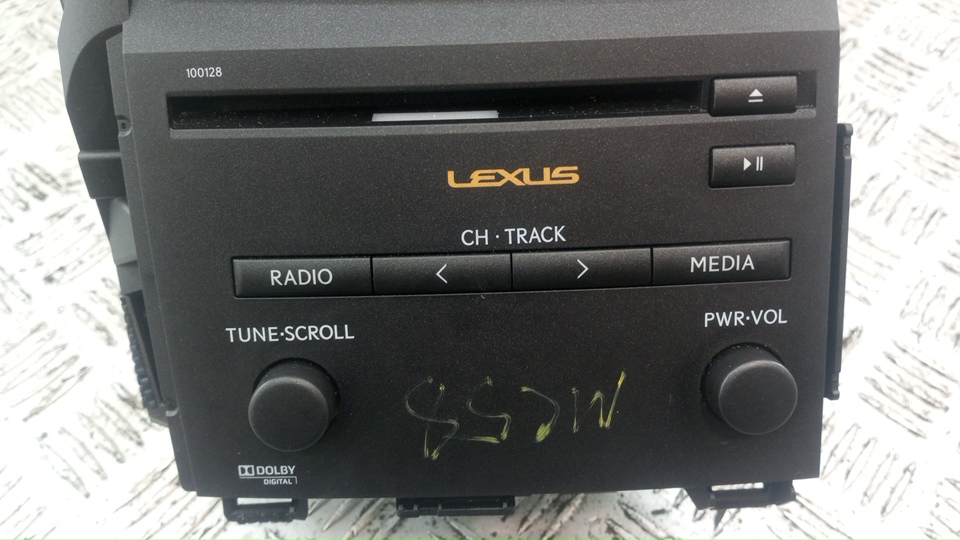 100128
LEXUS
CH · TRACK
RADIO < > MEDIA
TUNE·SCROLL PWR·VOL
DOLBY
DIGITAL